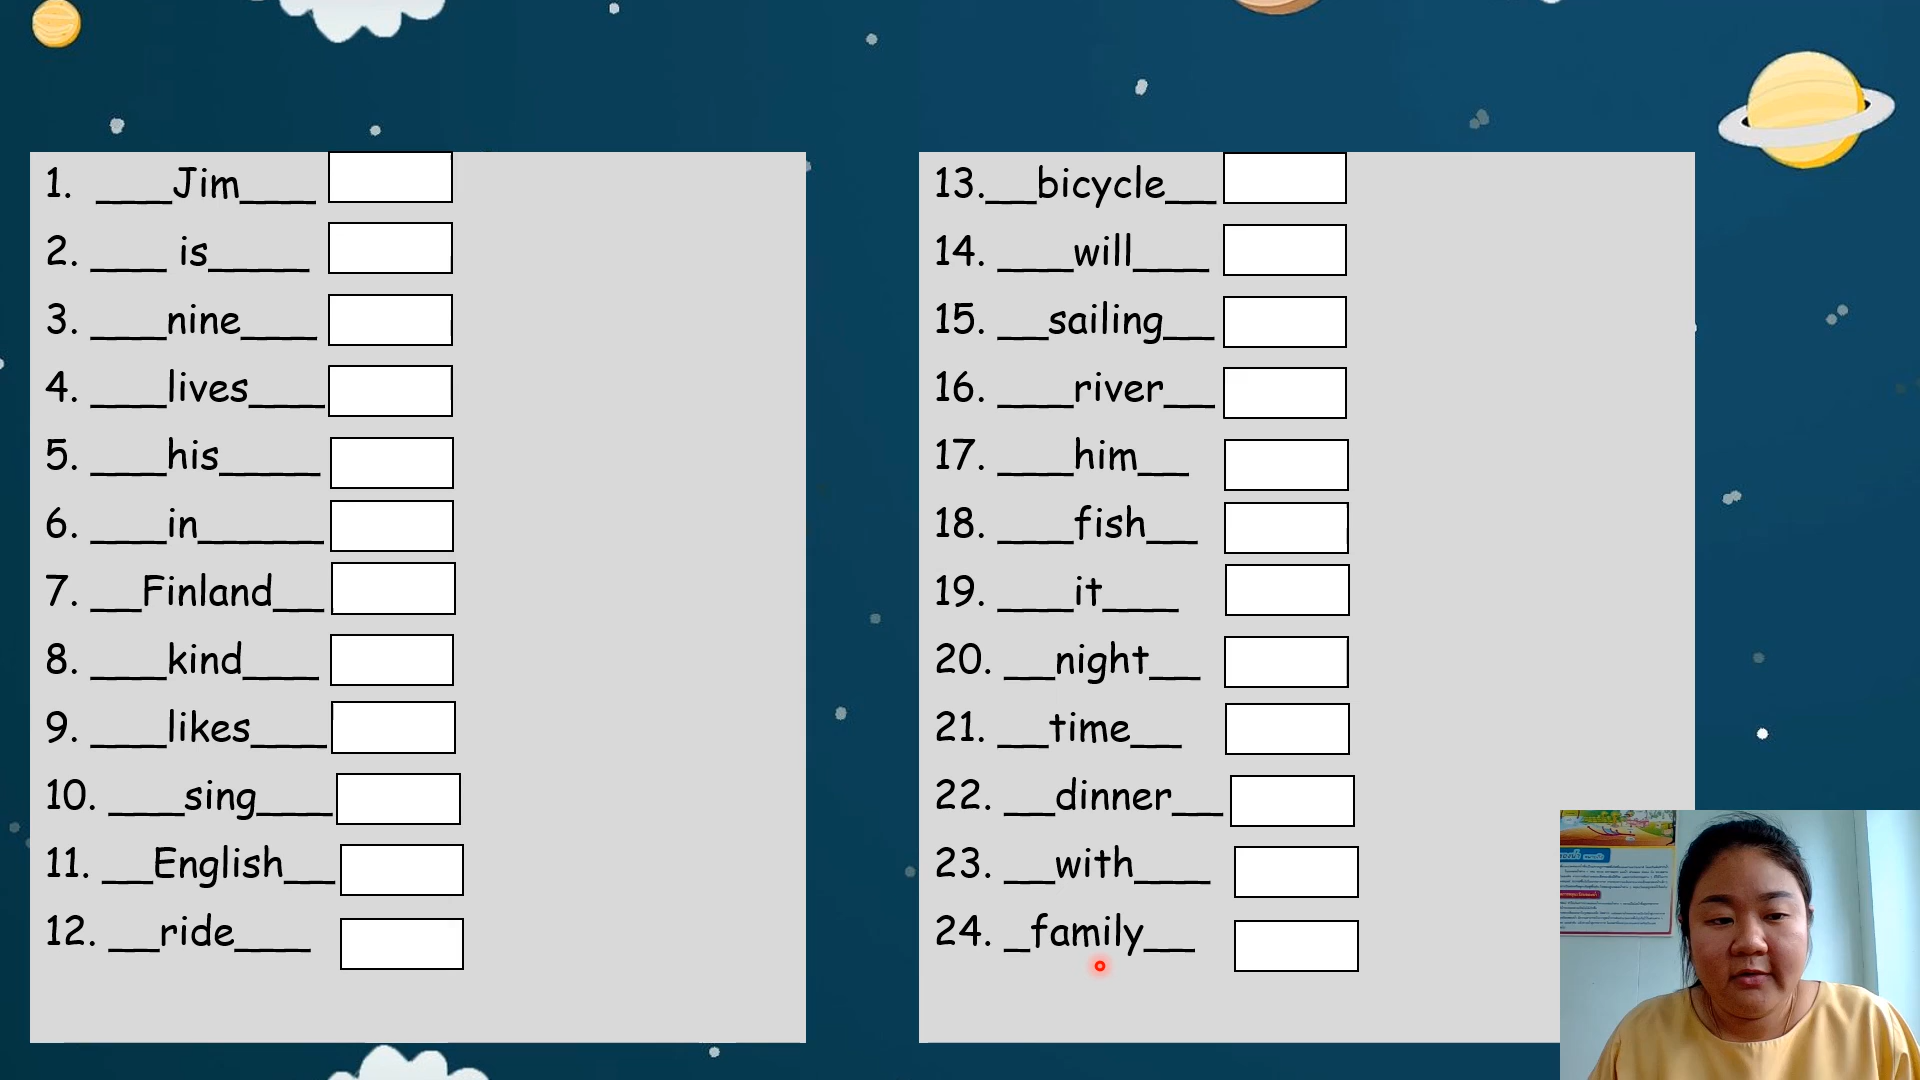 1. ___Jim___
2. ___ is____
3. ___nine___
4. ___lives___
5. ___his____
6. ___in_____
7. __Finland__
8. ___kind___
9. ___likes___
10. ___sing___
11. __English__
12. __ride___
13.__bicycle__
14. ___will___
15. __sailing__
16. ___river__
17. ___him__
18. ___fish__
19. ___it___
20. __night__
21. __time__
22. __dinner__
23. __with___
24. _family__